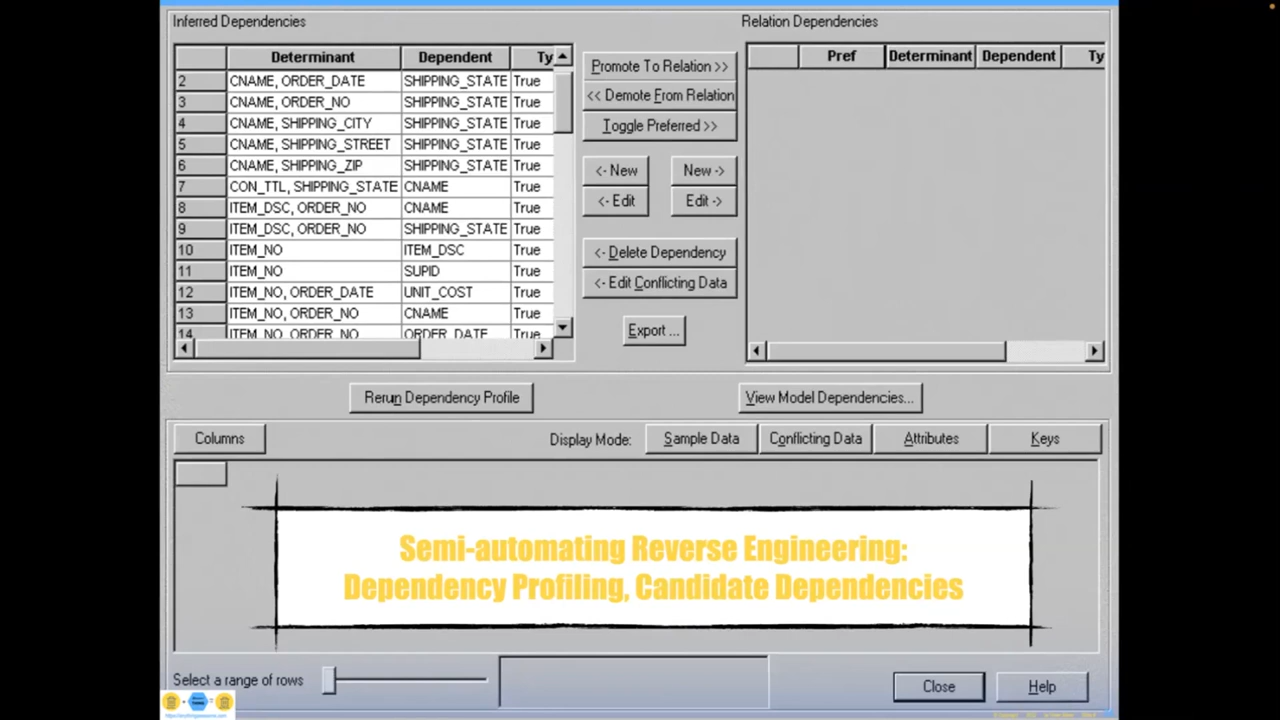 Inferred Dependencies
Relation Dependencies
Determinant Dependent Ty
2 CNAME, ORDER_DATE SHIPPING_STATE True
3 CNAME, ORDER_NO SHIPPING_STATE True
4 CNAME, SHIPPING_CITY SHIPPING_STATE True
5 CNAME, SHIPPING_STREET SHIPPING_STATE True
6 CNAME, SHIPPING_ZIP SHIPPING_STATE True
7 CON_TTL, SHIPPING_STATE CNAME True
8 ITEM_DSC, ORDER_NO CNAME True
9 ITEM_DSC, ORDER_NO SHIPPING_STATE True
10 ITEM_NO ITEM_DSC True
11 ITEM_NO SUPID True
12 ITEM_NO, ORDER_DATE UNIT_COST True
13 ITEM_NO, ORDER_NO CNAME True
14 ITEM_NO, ORDER_NO ORDER_DATE True
Promote To Relation >>
<< Demote From Relation
Toggle Preferred >>
<- New New ->
<- Edit Edit ->
<- Delete Dependency
<- Edit Conflicting Data
Export ...
Pref Determinant Dependent Ty
Rerun Dependency Profile
View Model Dependencies...
Columns
Display Mode: Sample Data Conflicting Data Attributes Keys
Semi-automating Reverse Engineering:
Dependency Profiling, Candidate Dependencies
Select a range of rows
Close Help